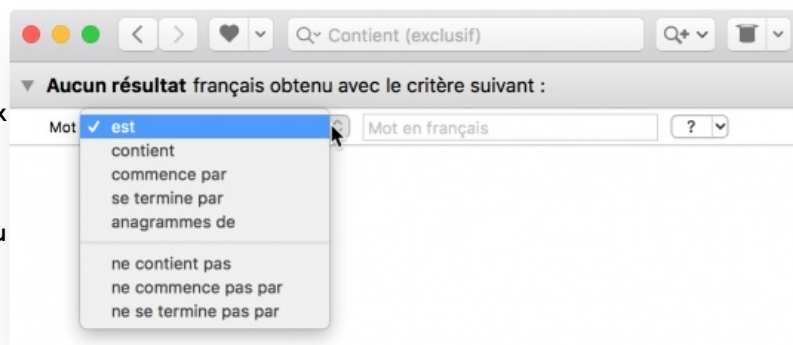 Contient (exclusif)
Aucun résultat français obtenu avec le critère suivant :
x
Mot ✓ est Mot en français ?
contient
commence par
se termine par
anagrammes de
u
ne contient pas
ne commence pas par
ne se termine pas par